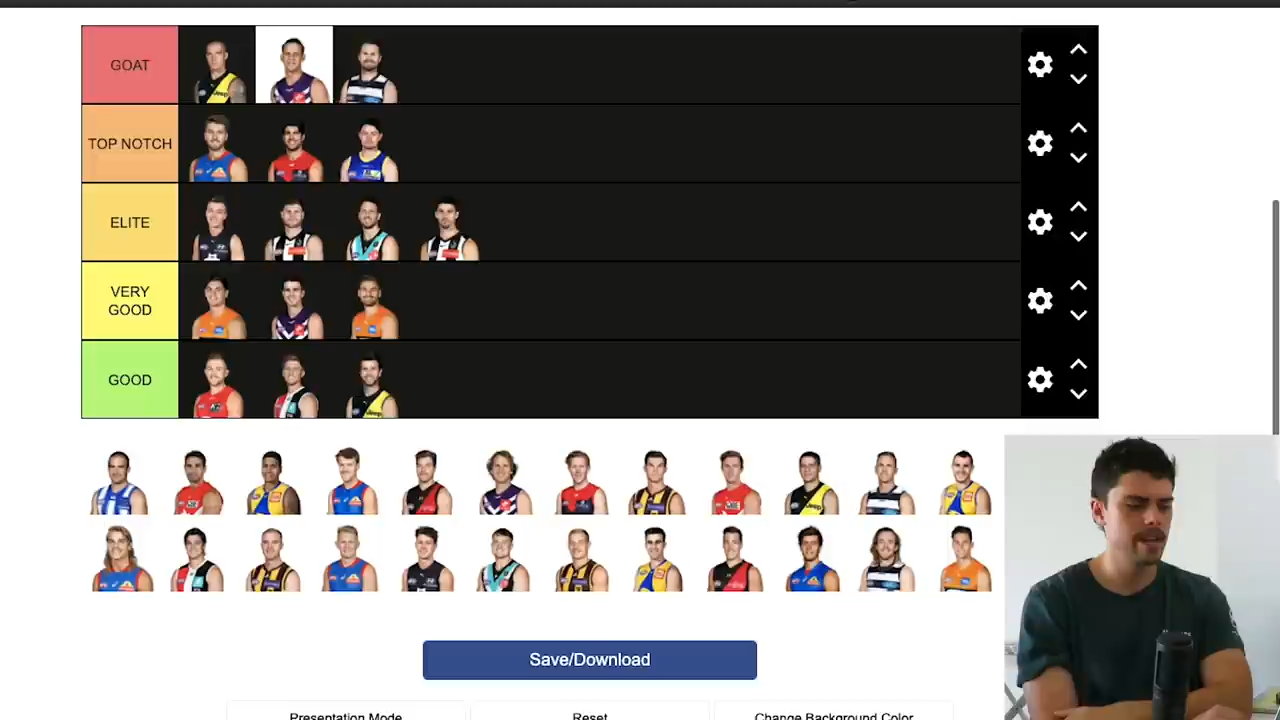 GOAT
TOP NOTCH
ELITE
VERY
GOOD
GOOD
Save/Download
Presentation Mode
Reset
Change Background Color